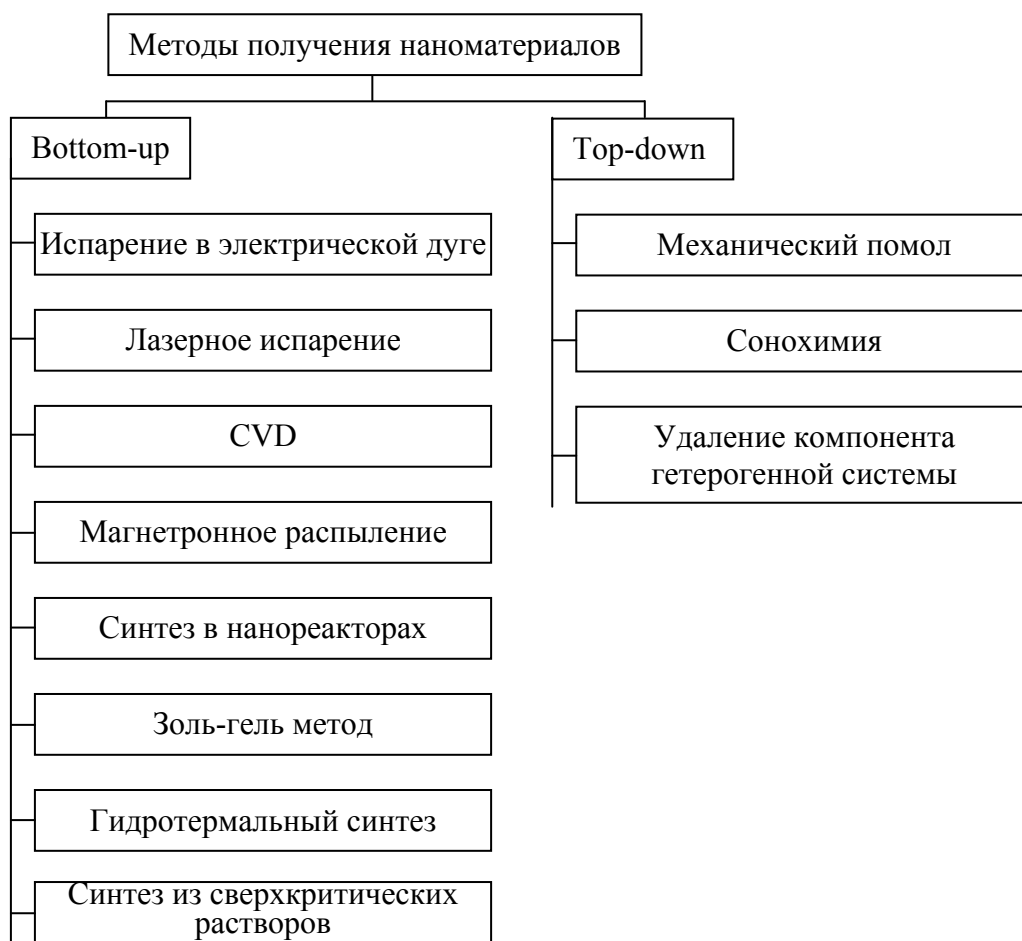 Методы получения наноматериалов
Bottom-up
Испарение в электрической дуге
Лазерное испарение
CVD
Магнетронное распыление
Синтез в нанореакторах
Золь-гель метод
Гидротермальный синтез
Синтез из сверхкритических
растворов
Top-down
Механический помол
Сонохимия
Удаление компонента
гетерогенной системы